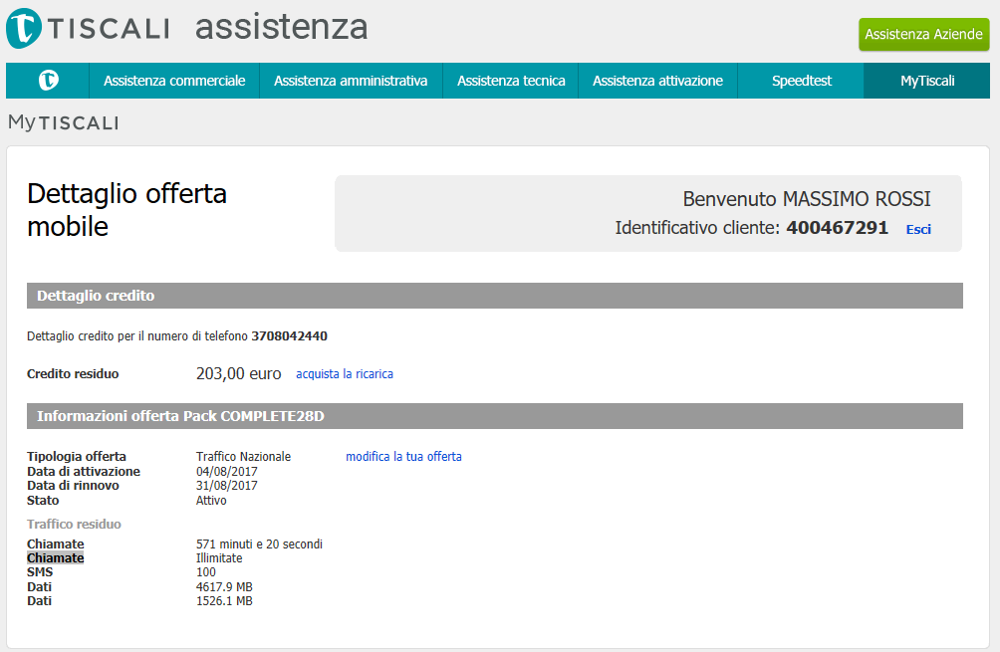 TISCALI assistenza
Assistenza Aziende
Assistenza commerciale Assistenza amministrativa Assistenza tecnica Assistenza attivazione Speedtest MyTiscali
MyTISCALI
Dettaglio offerta
mobile
Benvenuto MASSIMO ROSSI
Identificativo cliente: 400467291 Esci
Dettaglio credito
Dettaglio credito per il numero di telefono 3708042440
Credito residuo 203,00 euro acquista la ricarica
Informazioni offerta Pack COMPLETE28D
Tipologia offerta Traffico Nazionale modifica la tua offerta
Data di attivazione 04/08/2017
Data di rinnovo 31/08/2017
Stato Attivo
Traffico residuo
Chiamate 571 minuti e 20 secondi
Chiamate Illimitate
SMS 100
Dati 4617.9 MB
Dati 1526.1 MB